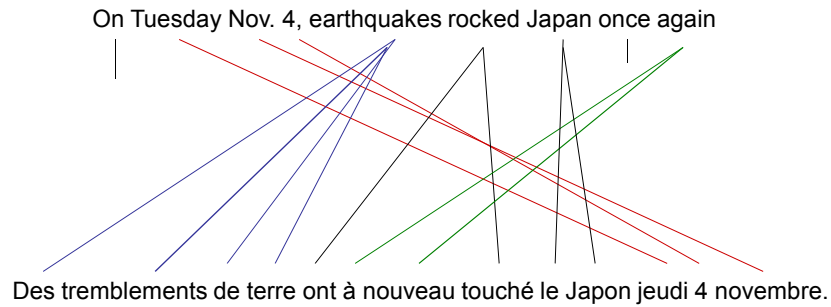 On Tuesday Nov. 4, earthquakes rocked Japan once again
Des tremblements de terre ont à nouveau touché le Japon jeudi 4 novembre.